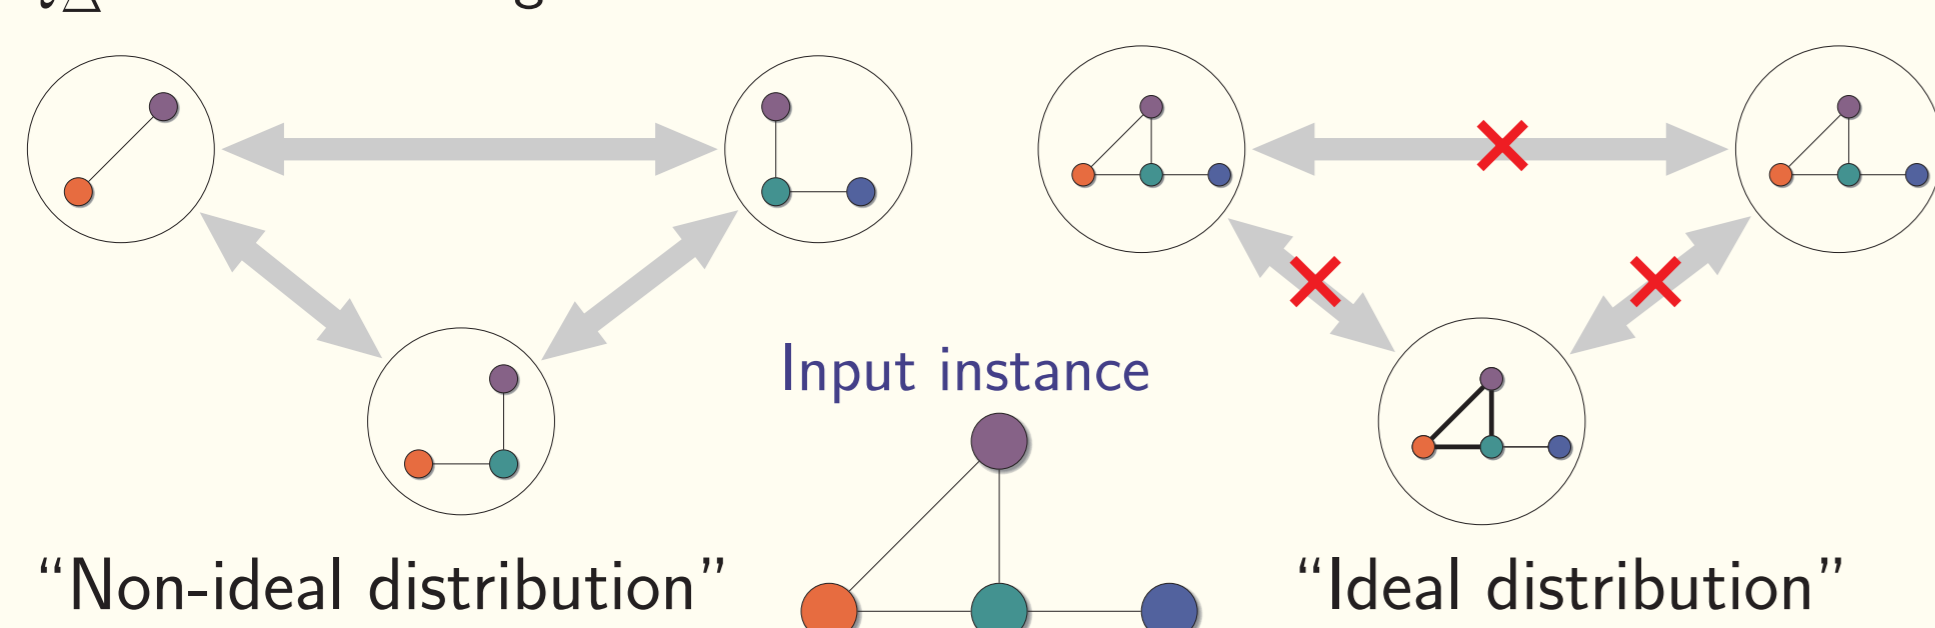 Input instance
“Non-ideal distribution”
“Ideal distribution”